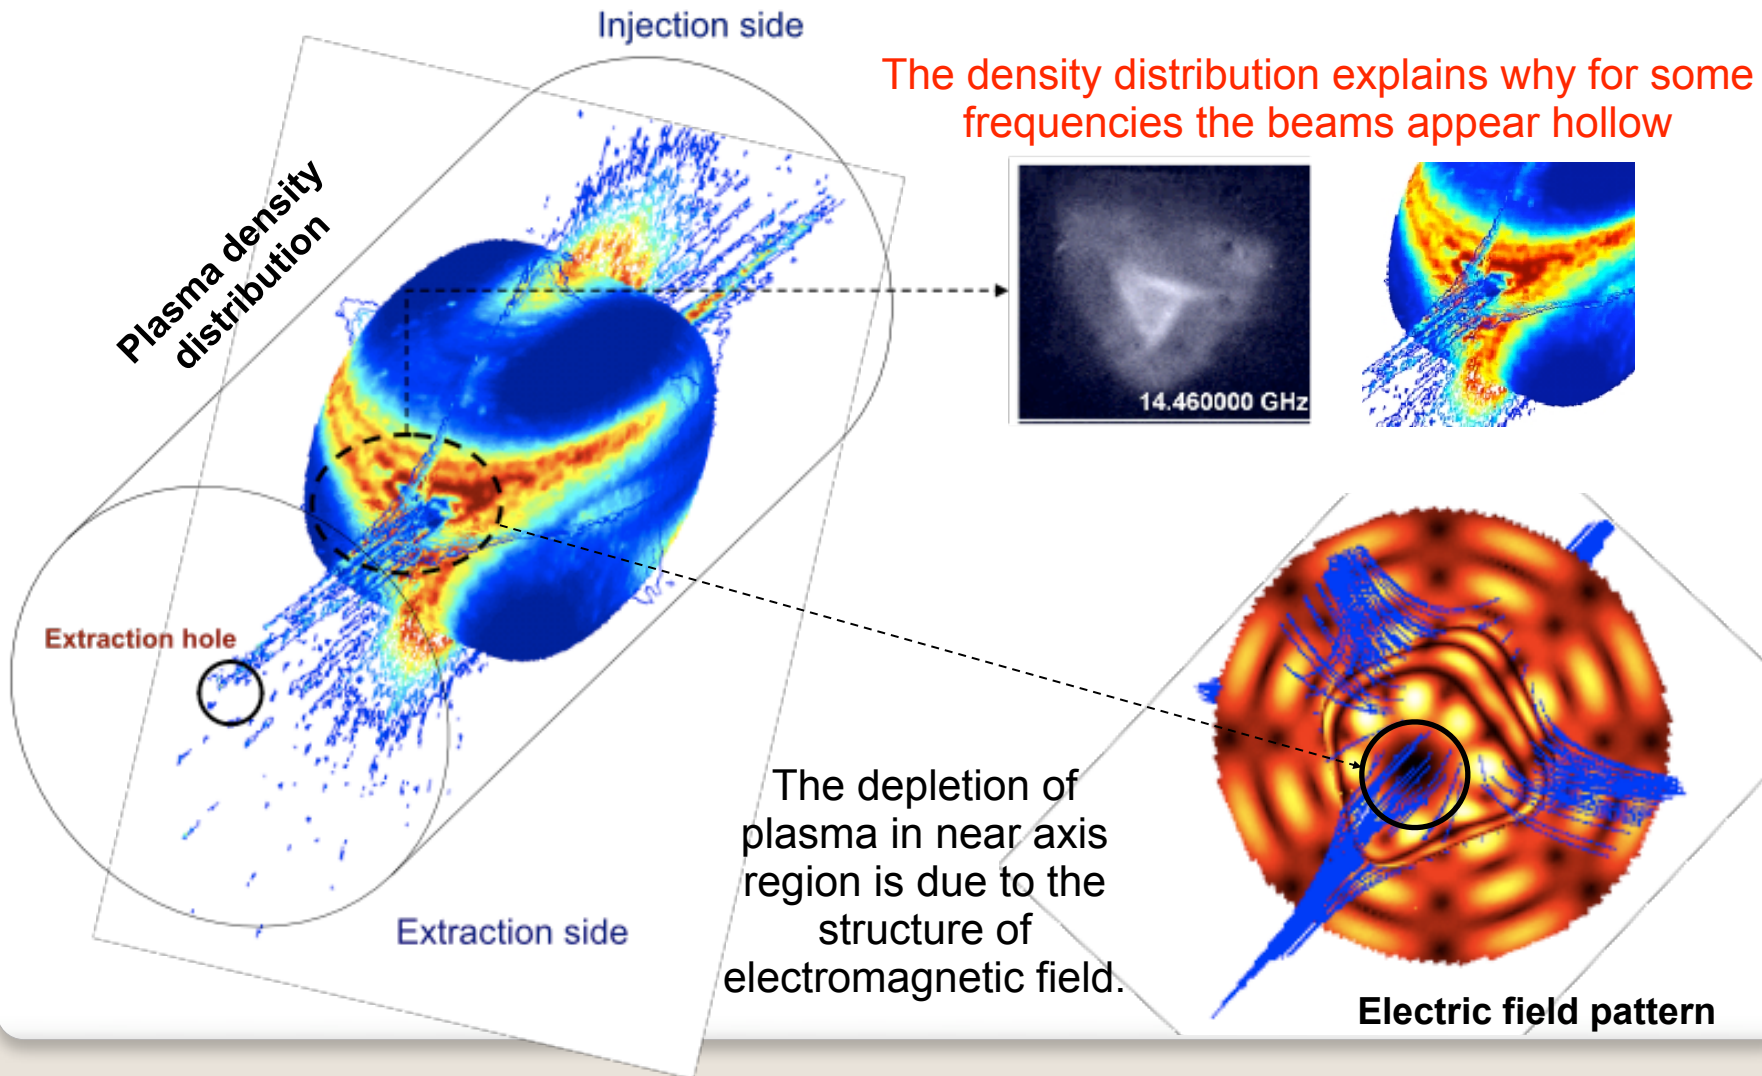 Injection side
The density distribution explains why for some
frequencies the beams appear hollow
Plasma density
distribution
14.460000 GHz
Extraction hole
The depletion of
plasma in near axis
region is due to the
structure of
electromagnetic field.
Extraction side
Electric field pattern